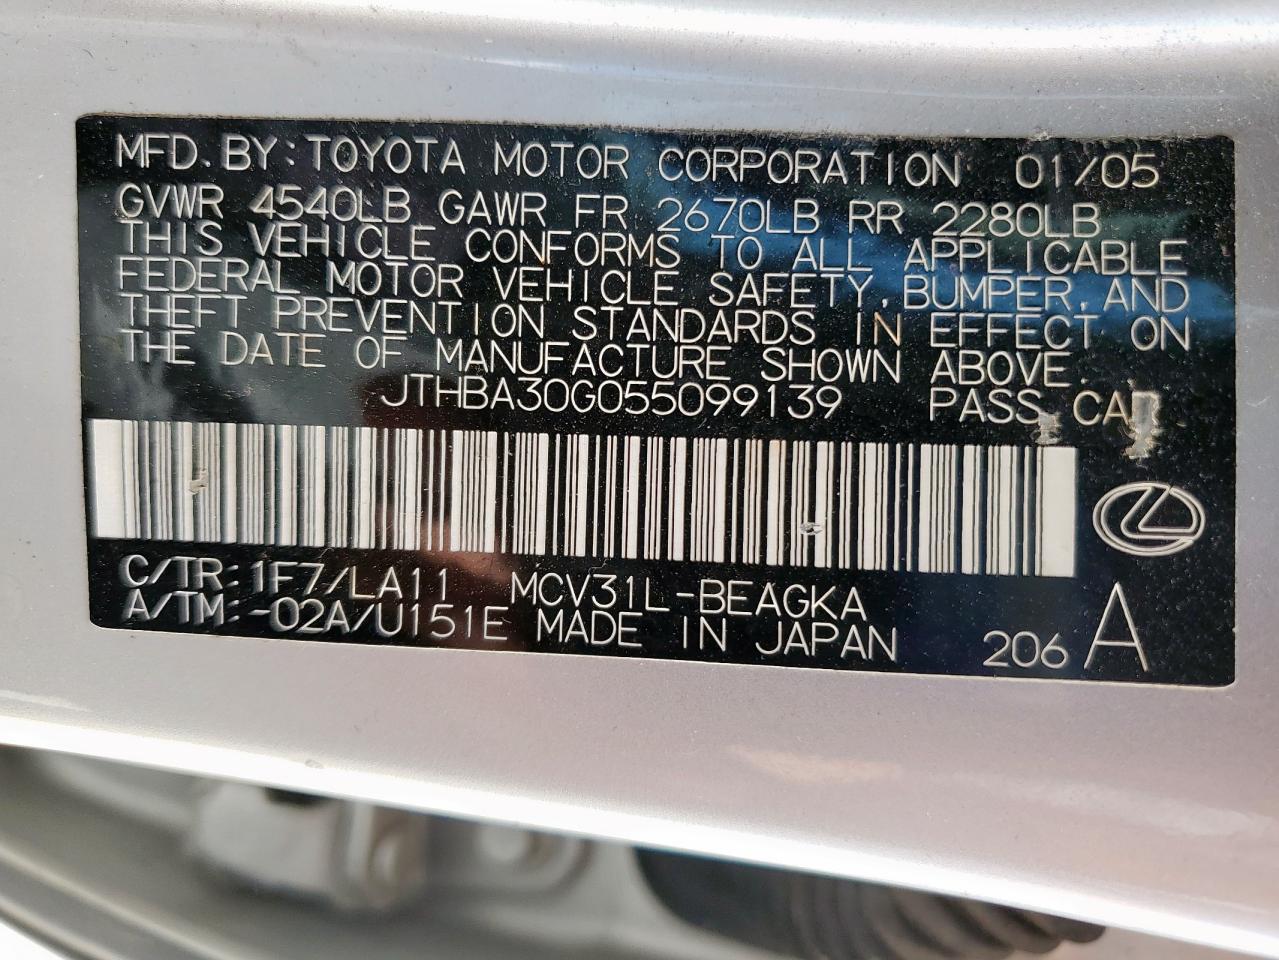 MFD. BY: TOYOTA MOTOR CORPORATION 01/05
GVWR 4540LB GAWR FR 2670LB RR 2280LB
THIS VEHICLE CONFORMS TO ALL APPLICABLE
FEDERAL MOTOR VEHICLE SAFETY, BUMPER, AND
THEFT PREVENTION STANDARDS IN EFFECT ON
THE DATE OF MANUFACTURE SHOWN ABOVE.
JTHBA30G055099139 PASS CAR
C/TR: 1F7/LA11 MCV31L-BEAGKA
A/TM: -02A/U151E MADE IN JAPAN 206 A